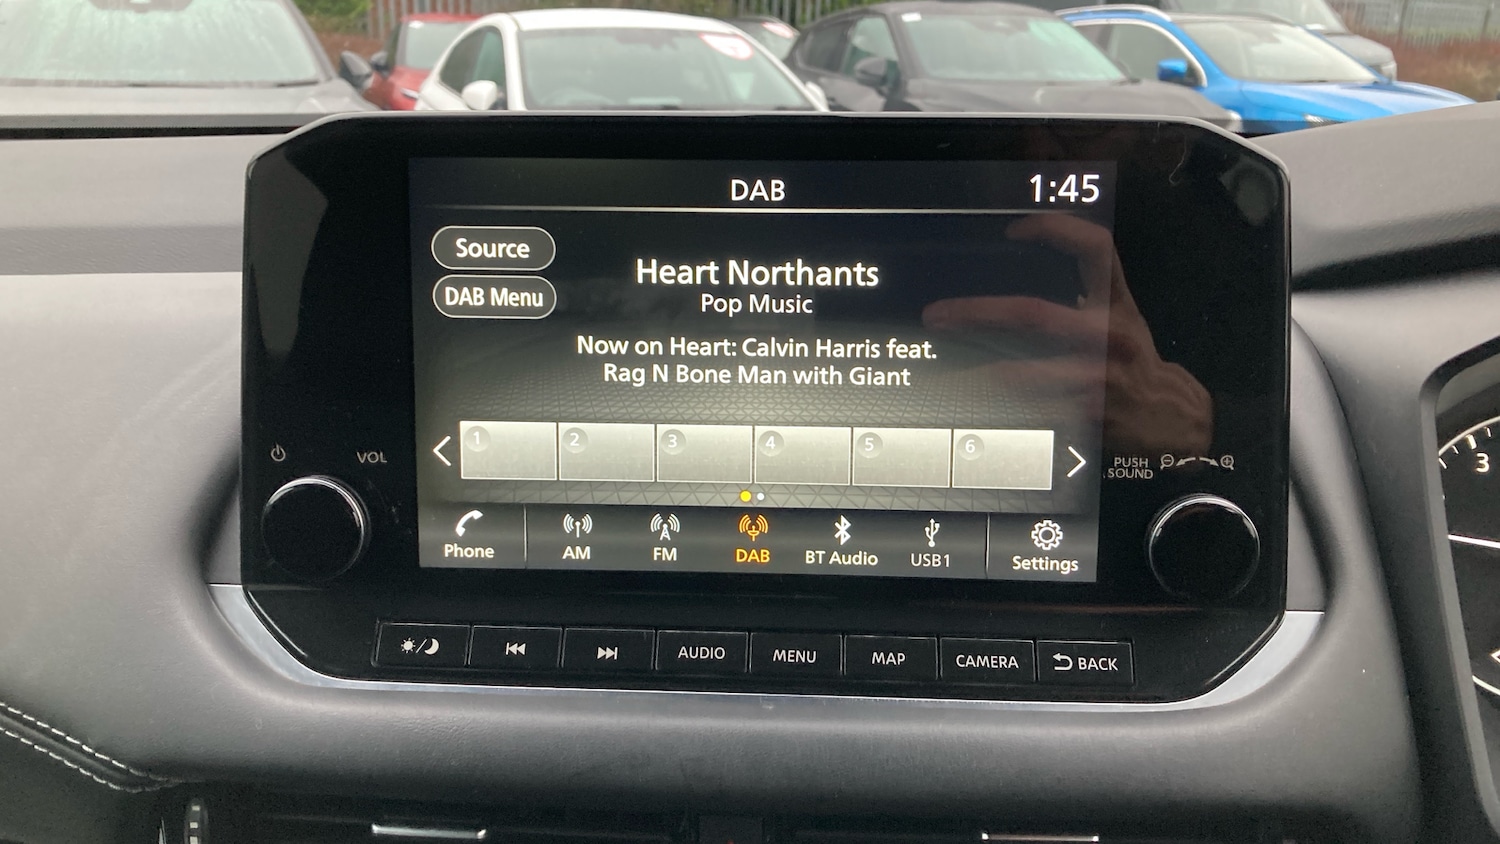 DAB
1:45
Source
DAB Menu
Heart Northants
Pop Music
Now on Heart: Calvin Harris feat.
Rag N Bone Man with Giant
1 2 3 4 5 6
VOL
PUSH
SOUND
Phone AM FM DAB BT Audio USB1 Settings
AUDIO MENU MAP CAMERA BACK
3